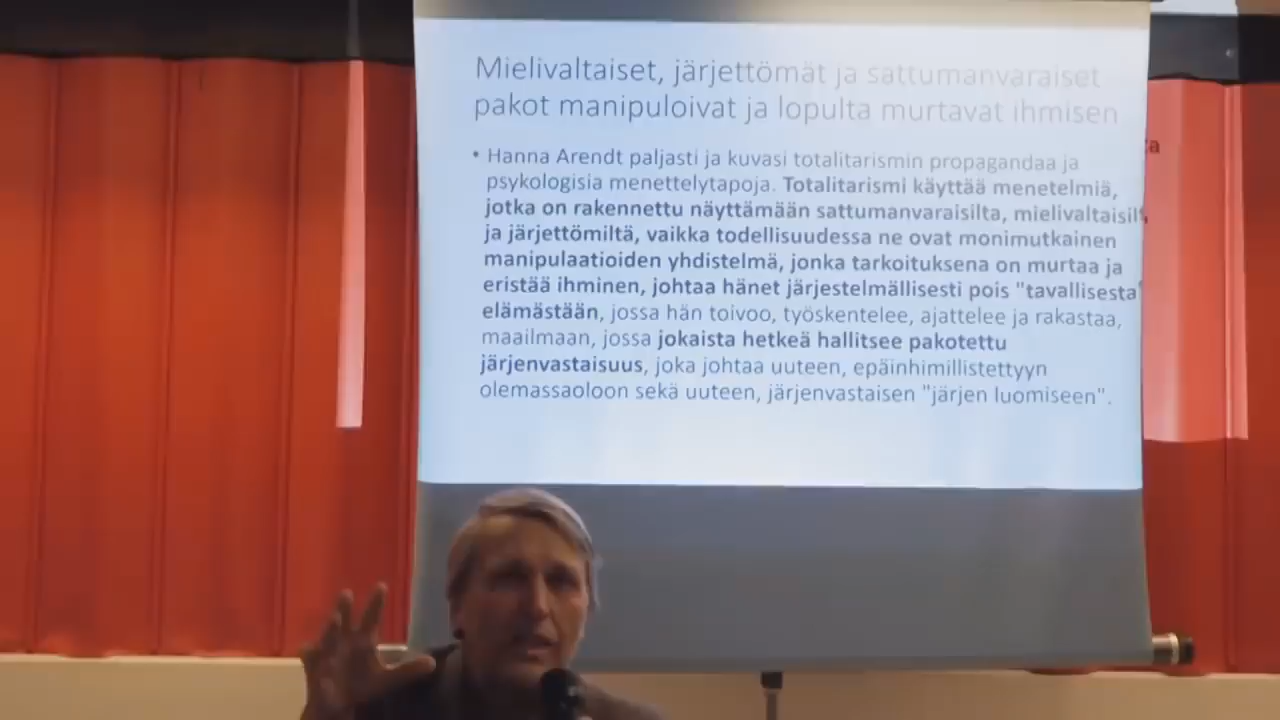 Mielivaltaiset, järjettömät ja sattumanvaraiset
pakot manipuloivat ja lopulta murtavat ihmisen
• Hanna Arendt paljasti ja kuvasi totalitarismin propagandaa ja
psykologisia menettelytapoja. Totalitarismi käyttää menetelmiä,
jotka on rakennettu näyttämään sattumanvaraisilta, mielivaltaisilt
ja järjettömiltä, vaikka todellisuudessa ne ovat monimutkainen
manipulaatioiden yhdistelmä, jonka tarkoituksena on murtaa ja
eristää ihminen, johtaa hänet järjestelmällisesti pois "tavallisesta"
elämästään, jossa hän toivoo, työskentelee, ajattelee ja rakastaa,
maailmaan, jossa jokaista hetkeä hallitsee pakotettu
järjenvastaisuus, joka johtaa uuteen, epäinhimillistettyyn
olemassaoloon sekä uuteen, järjenvastaisen "järjen luomiseen".